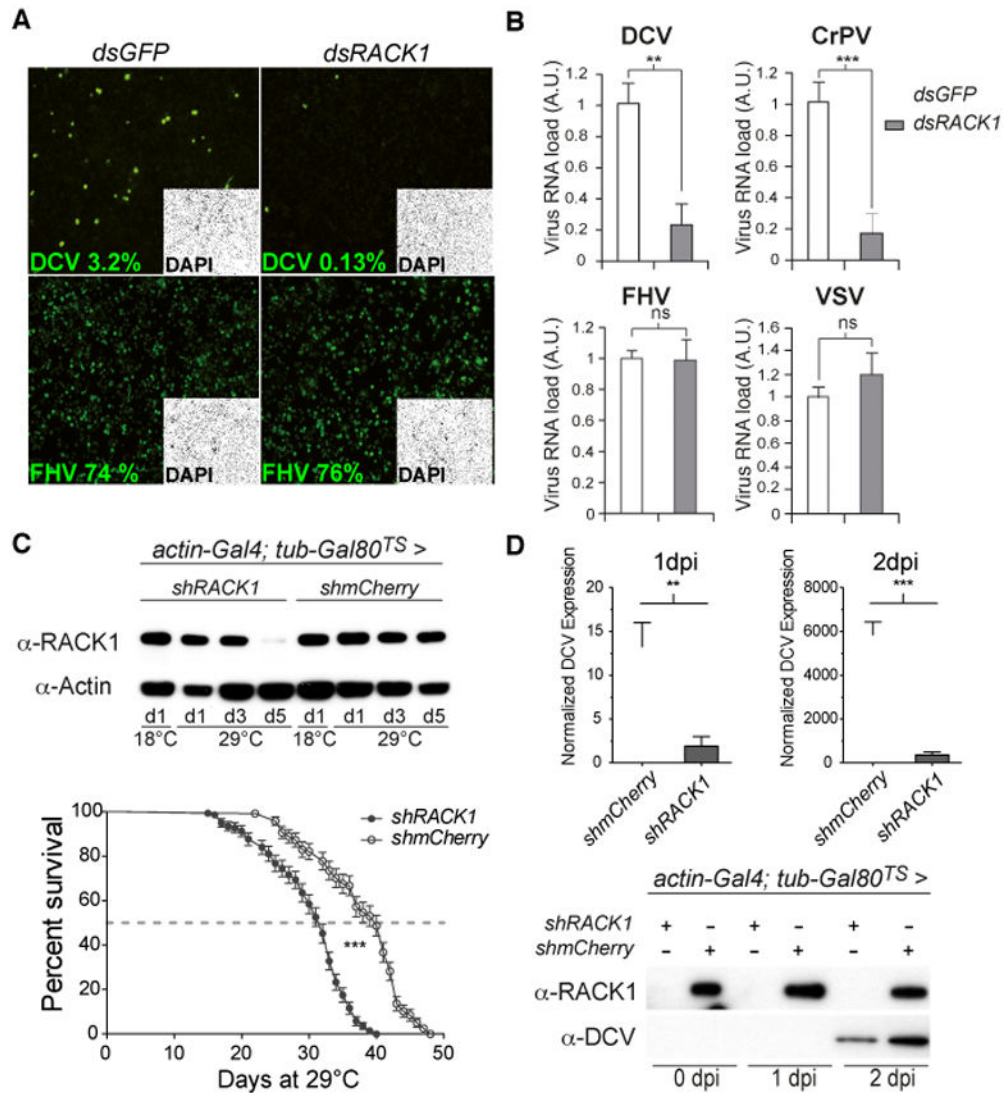 A
dsGFP dsRACK1
DCV 3.2% DAPI DCV 0.13% DAPI
FHV 74 % DAPI FHV 76% DAPI
B
DCV
**
Virus RNA load (A.U.)
1.2
1
0.8
0.6
0.4
0.2
0
CrPV
***
Virus RNA load (A.U.)
1.2
1
0.8
0.6
0.4
0.2
0
dsGFP
dsRACK1
FHV
ns
Virus RNA load (A.U.)
1.2
1
0.8
0.6
0.4
0.2
0
VSV
ns
Virus RNA load (A.U.)
1.6
1.4
1.2
1
0.8
0.6
0.4
0.2
0
C
actin-Gal4; tub-Gal80TS >
shRACK1 shmCherry
α-RACK1
α-Actin
d1 d1 d3 d5 d1 d1 d3 d5
18°C 29°C 18°C 29°C
Percent survival
100
80
60
40
20
0
shRACK1
shmCherry
***
0 10 20 30 40 50
Days at 29°C
D
1dpi
**
Normalized DCV Expression
20
15
10
5
0
shmCherry shRACK1
2dpi
***
Normalized DCV Expression
8000
6000
4000
2000
0
shmCherry shRACK1
actin-Gal4; tub-Gal80TS >
shRACK1 + – + – + –
shmCherry – + – + – +
α-RACK1
α-DCV
0 dpi 1 dpi 2 dpi